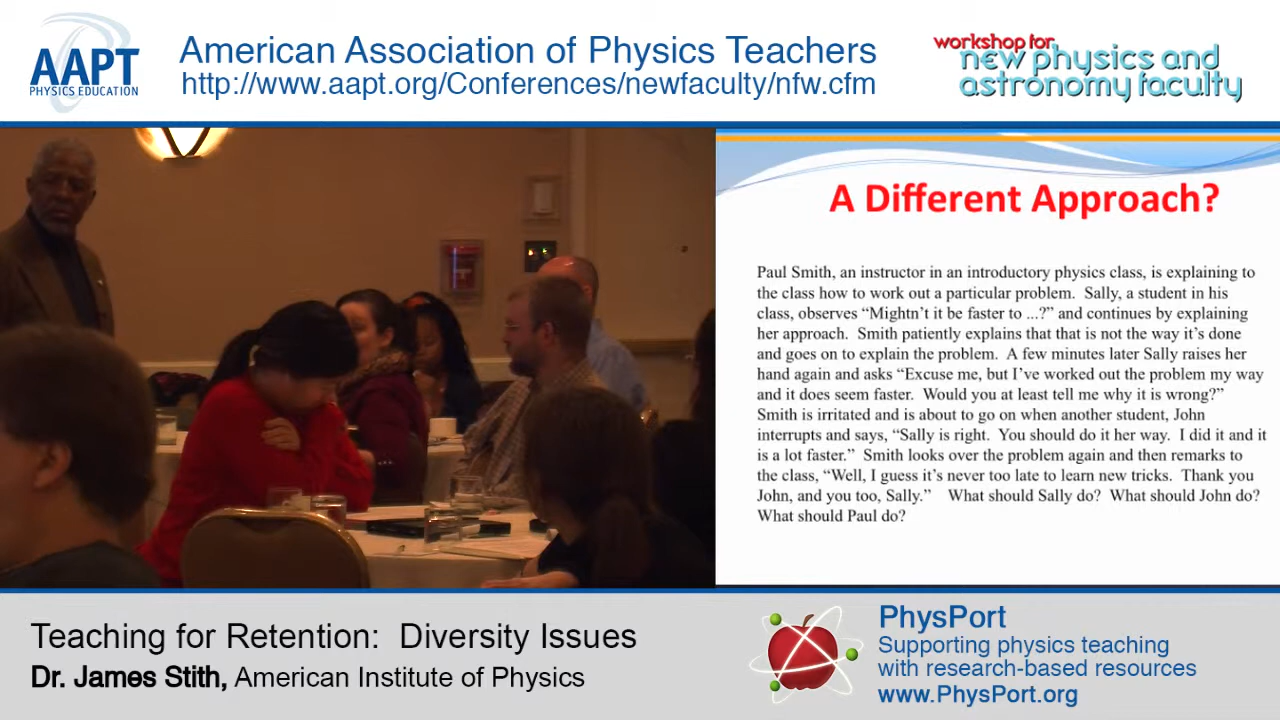 AAPT
PHYSICS EDUCATION
American Association of Physics Teachers
http://www.aapt.org/Conferences/newfaculty/nfw.cfm
workshop for
new physics and
astronomy faculty
A Different Approach?
Paul Smith, an instructor in an introductory physics class, is explaining to
the class how to work out a particular problem.  Sally, a student in his
class, observes “Mightn’t it be faster to ...?” and continues by explaining
her approach.  Smith patiently explains that that is not the way it’s done
and goes on to explain the problem.  A few minutes later Sally raises her
hand again and asks “Excuse me, but I’ve worked out the problem my way
and it does seem faster.  Would you at least tell me why it is wrong?”
Smith is irritated and is about to go on when another student, John
interrupts and says, “Sally is right.  You should do it her way.  I did it and it
is a lot faster.”  Smith looks over the problem again and then remarks to
the class, “Well, I guess it’s never too late to learn new tricks.  Thank you
John, and you too, Sally.”    What should Sally do?  What should John do?
What should Paul do?
Teaching for Retention:  Diversity Issues
Dr. James Stith, American Institute of Physics
PhysPort
Supporting physics teaching
with research-based resources
www.PhysPort.org